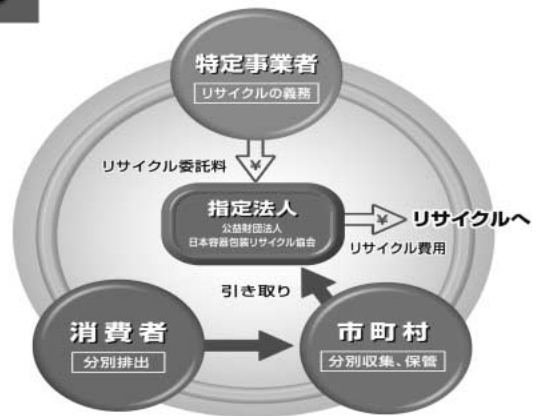 特定事業者
リサイクルの義務
リサイクル委託料
¥
指定法人
公益財団法人
日本容器包装リサイクル協会
¥
リサイクルへ
リサイクル費用
引き取り
消費者
分別排出
市町村
分別収集、保管